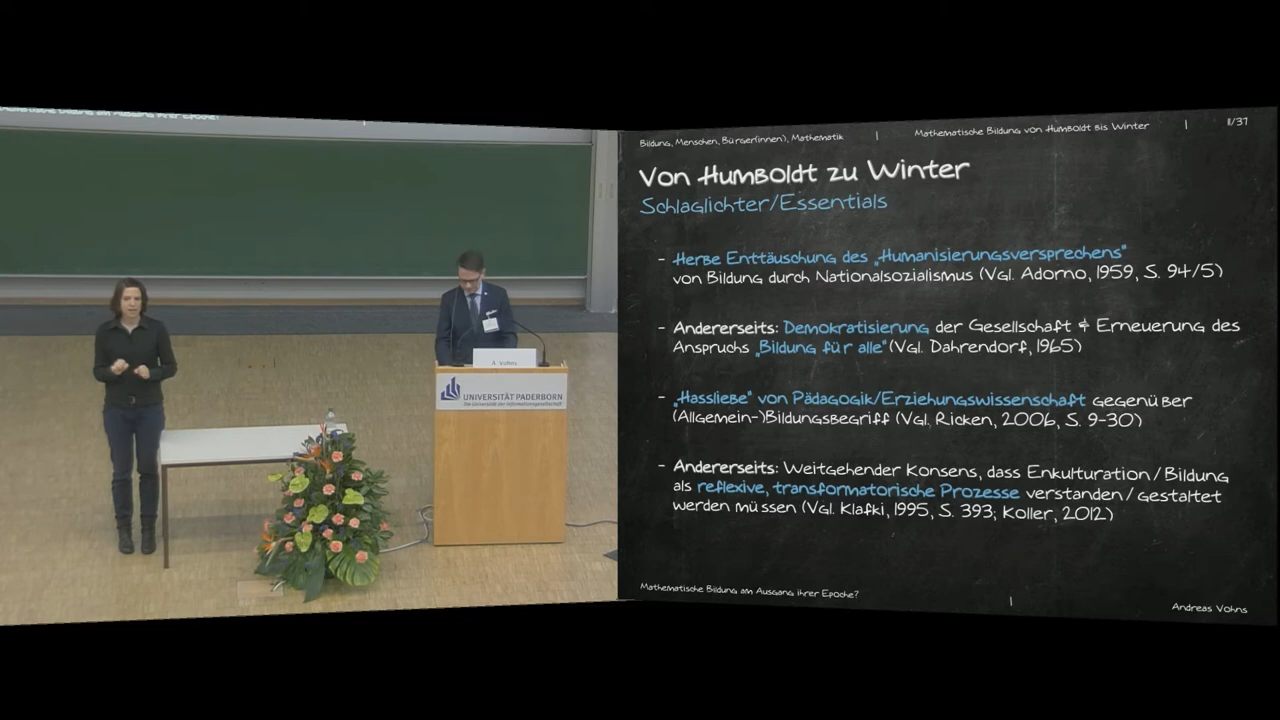 A. Vohns
UNIVERSITÄT PADERBORN
Die Universität der Informationsgesellschaft
Bildung, Menschen, Bürger(innen), Mathematik | Mathematische Bildung von Humboldt bis Winter | 11/37
Von Humboldt zu Winter
Schlaglichter/Essentials
- Herbe Enttäuschung des „Humanisierungsversprechens“
von Bildung durch Nationalsozialismus (Vgl. Adorno, 1959, S. 94/5)
- Andererseits: Demokratisierung der Gesellschaft & Erneuerung des
Anspruchs „Bildung für alle“ (Vgl. Dahrendorf, 1965)
- „Hassliebe“ von Pädagogik/Erziehungswissenschaft gegenüber
(Allgemein-)Bildungsbegriff (Vgl. Ricken, 2006, S. 9-30)
- Andererseits: Weitgehender Konsens, dass Enkulturation/Bildung
als reflexive, transformatorische Prozesse verstanden/gestaltet
werden müssen (Vgl. Klafki, 1995, S. 393; Koller, 2012)
Mathematische Bildung am Ausgang ihrer Epoche? | Andreas Vohns